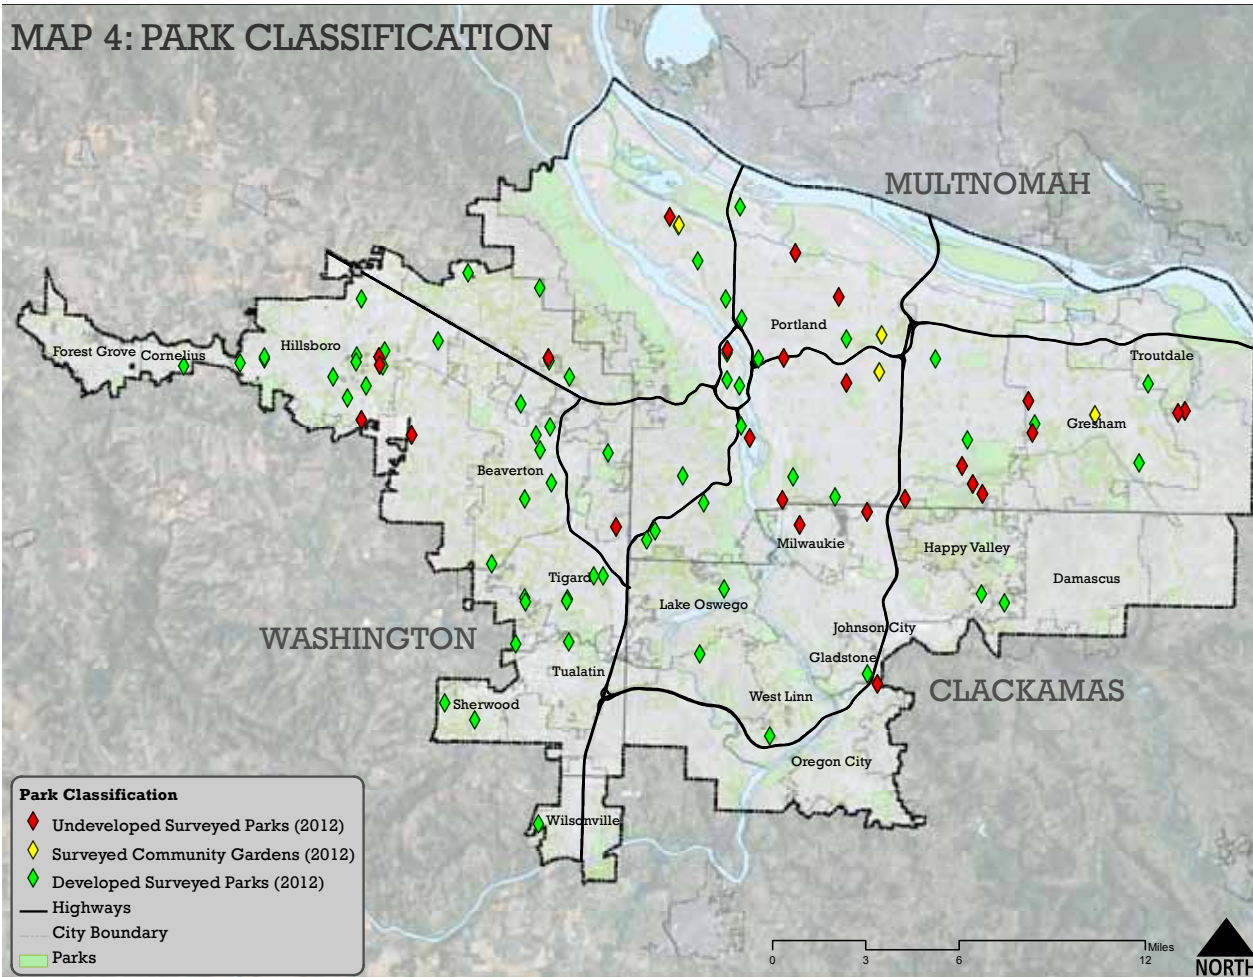 MAP 4: PARK CLASSIFICATION
MULTNOMAH
Portland
Forest Grove
Cornelius
Hillsboro
Troutdale
Gresham
Beaverton
Milwaukie
Happy Valley
Damascus
Tigard
Lake Oswego
WASHINGTON
Johnson City
Gladstone
Tualatin
CLACKAMAS
West Linn
Sherwood
Oregon City
Wilsonville
Park Classification
Undeveloped Surveyed Parks (2012)
Surveyed Community Gardens (2012)
Developed Surveyed Parks (2012)
Highways
City Boundary
Parks
Miles
0 3 6 12
NORTH